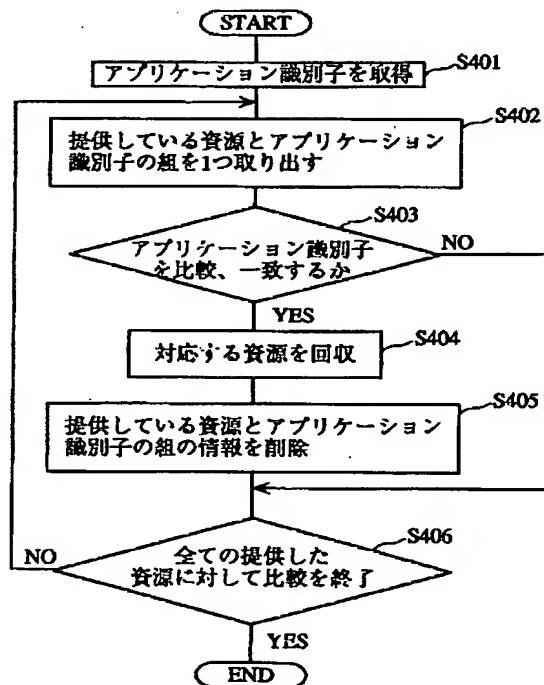 START
アプリケーション識別子を取得
S401
S402
提供している資源とアプリケーション
識別子の組を1つ取り出す
S403
アプリケーション識別子
を比較、一致するか
NO
YES
対応する資源を回収
S404
S405
提供している資源とアプリケーション
識別子の組の情報を削除
S406
NO
全ての提供した
資源に対して比較を終了
YES
END